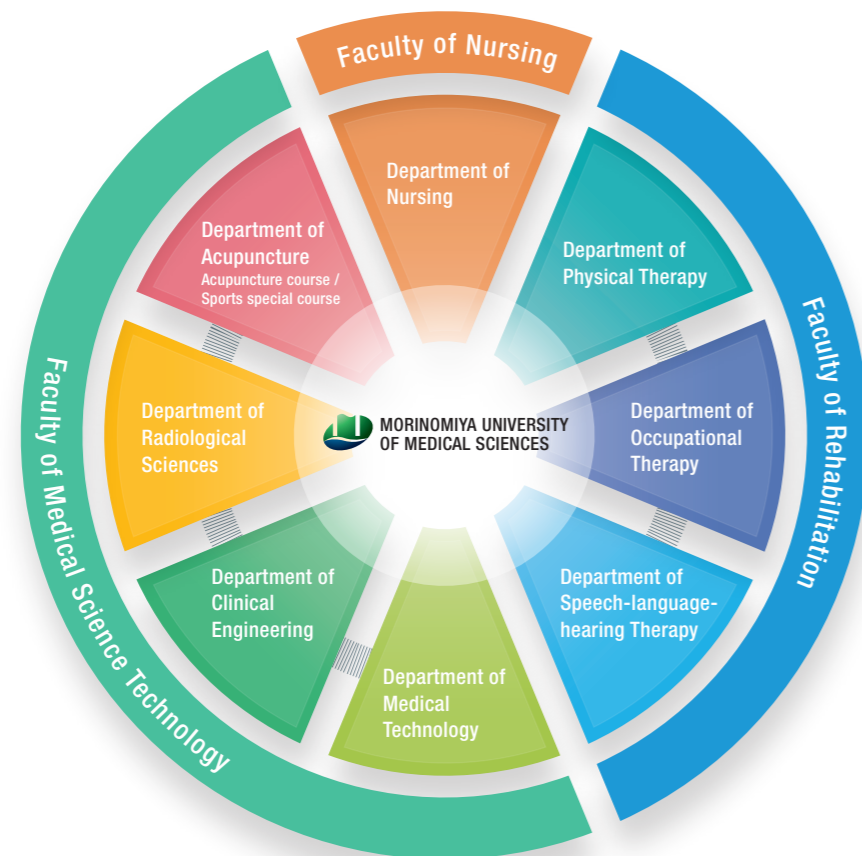 Faculty of Nursing
Department of
Nursing
Faculty of Rehabilitation
Department of
Physical Therapy
Department of
Occupational
Therapy
Department of
Speech-language-
hearing Therapy
Faculty of Medical Science Technology
Department of
Medical
Technology
Department of
Clinical
Engineering
Department of
Radiological
Sciences
Department of
Acupuncture
Acupuncture course /
Sports special course
MORINOMIYA UNIVERSITY
OF MEDICAL SCIENCES